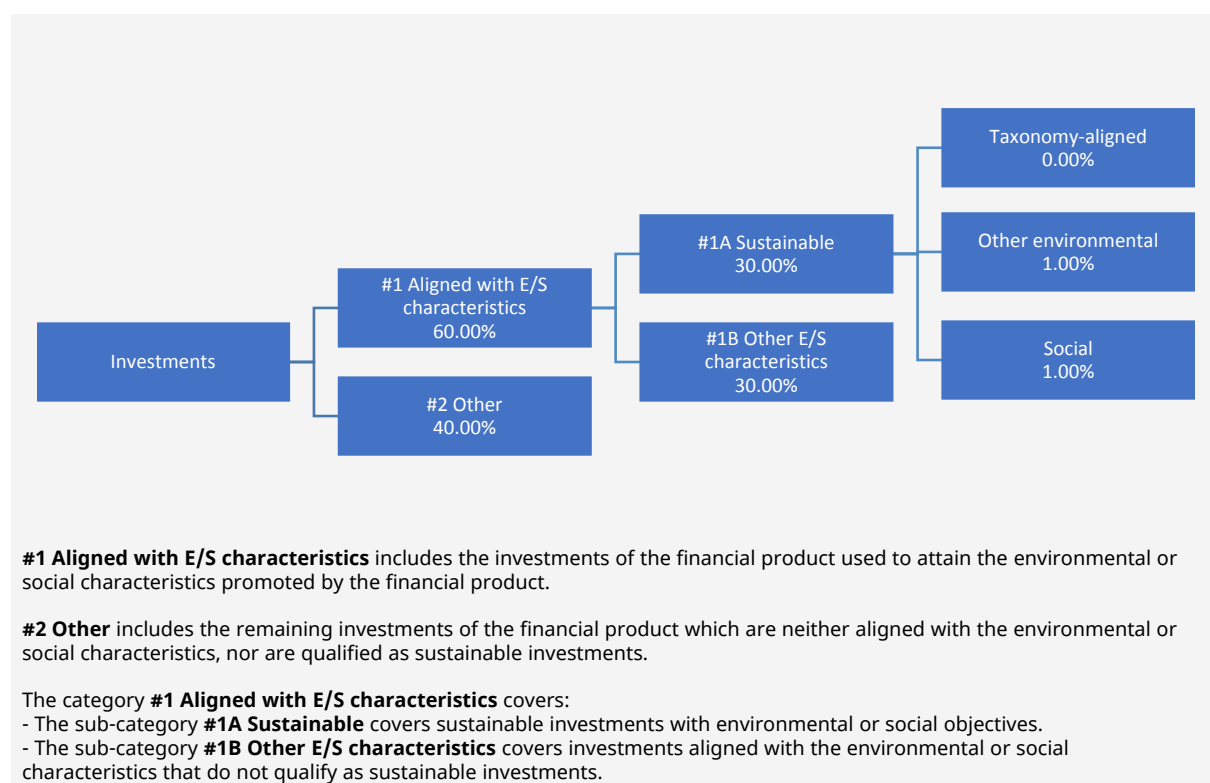 Investments
#1 Aligned with E/S
characteristics
60.00%
#2 Other
40.00%
#1A Sustainable
30.00%
#1B Other E/S
characteristics
30.00%
Taxonomy-aligned
0.00%
Other environmental
1.00%
Social
1.00%
#1 Aligned with E/S characteristics includes the investments of the financial product used to attain the environmental or
social characteristics promoted by the financial product.
#2 Other includes the remaining investments of the financial product which are neither aligned with the environmental or
social characteristics, nor are qualified as sustainable investments.
The category #1 Aligned with E/S characteristics covers:
- The sub-category #1A Sustainable covers sustainable investments with environmental or social objectives.
- The sub-category #1B Other E/S characteristics covers investments aligned with the environmental or social
characteristics that do not qualify as sustainable investments.